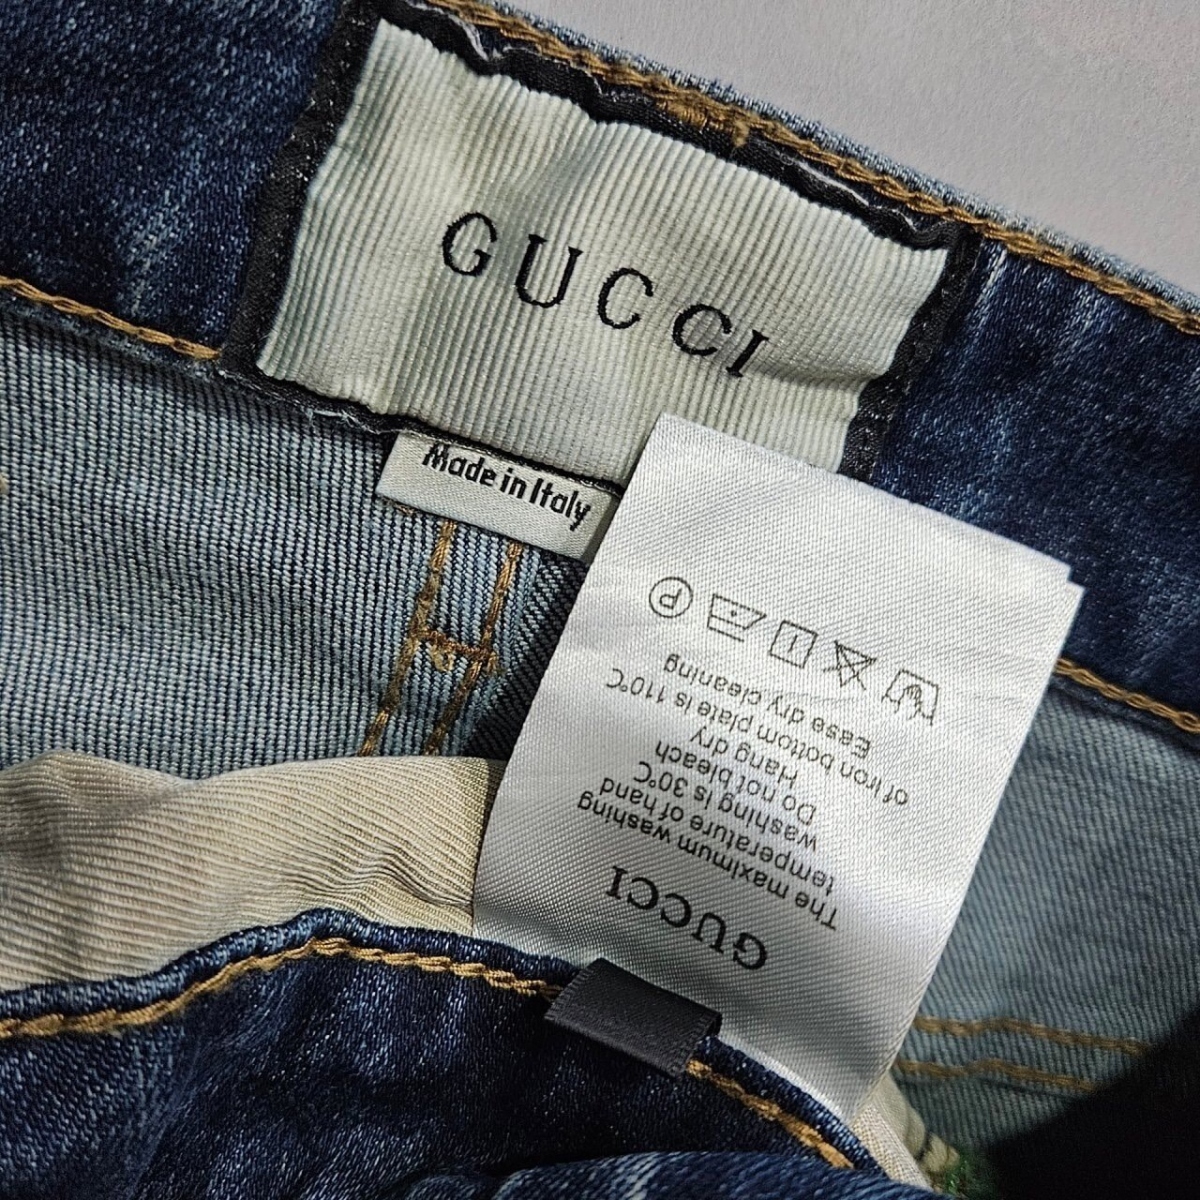 GUCCI
Made in Italy
GUCCI
The maximum washing
temperature of hand
washing is 30℃
Do not bleach
Hang dry
of Iron bottom plate is 110℃
Ease dry cleaning
P